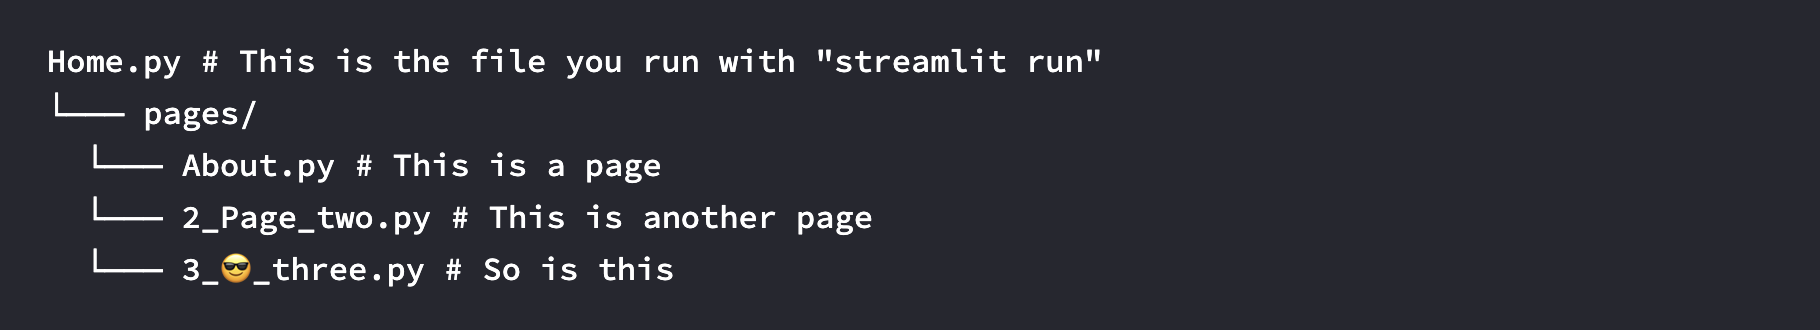 Home.py # This is the file you run with "streamlit run"
└─── pages/
  └─── About.py # This is a page
  └─── 2_Page_two.py # This is another page
  └─── 3_😎_three.py # So is this